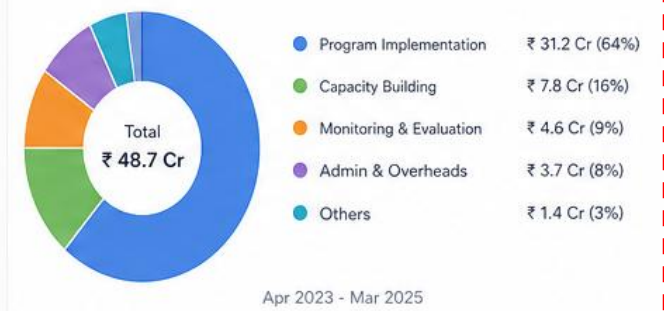 Total
₹ 48.7 Cr
Program Implementation ₹ 31.2 Cr (64%)
Capacity Building ₹ 7.8 Cr (16%)
Monitoring & Evaluation ₹ 4.6 Cr (9%)
Admin & Overheads ₹ 3.7 Cr (8%)
Others ₹ 1.4 Cr (3%)
Apr 2023 - Mar 2025